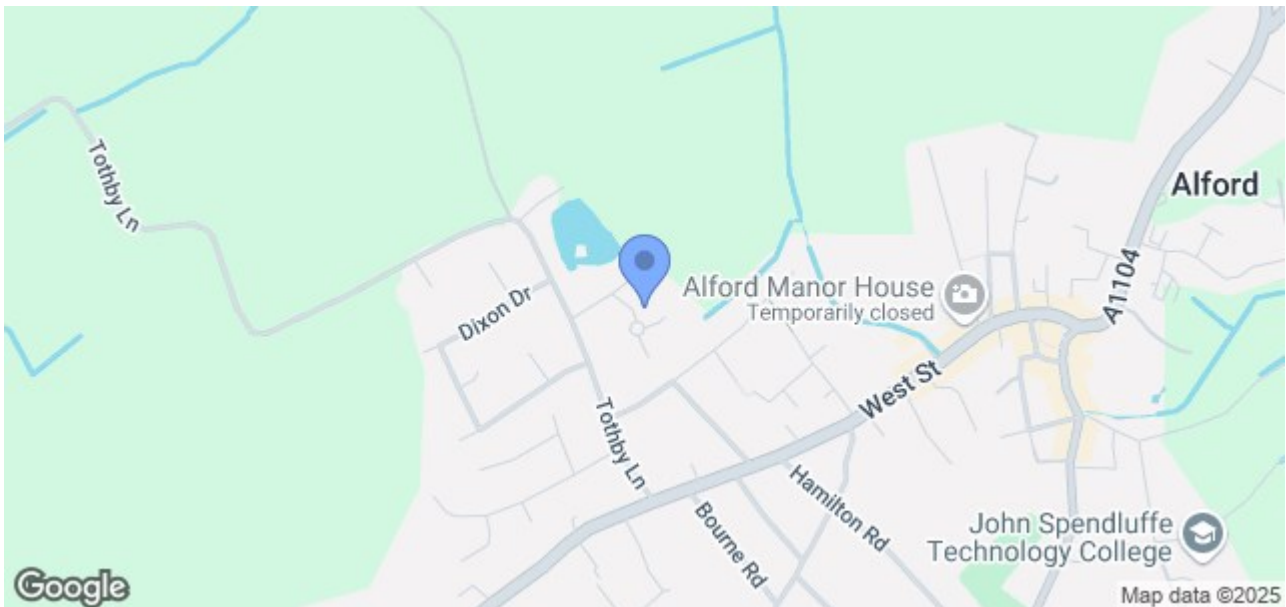 Tothby Ln
Alford
A1104
Alford Manor House
Temporarily closed
Dixon Dr
West St
Tothby Ln
Hamilton Rd
Bourne Rd
John Spendluffe
Technology College
Google
Map data ©2025